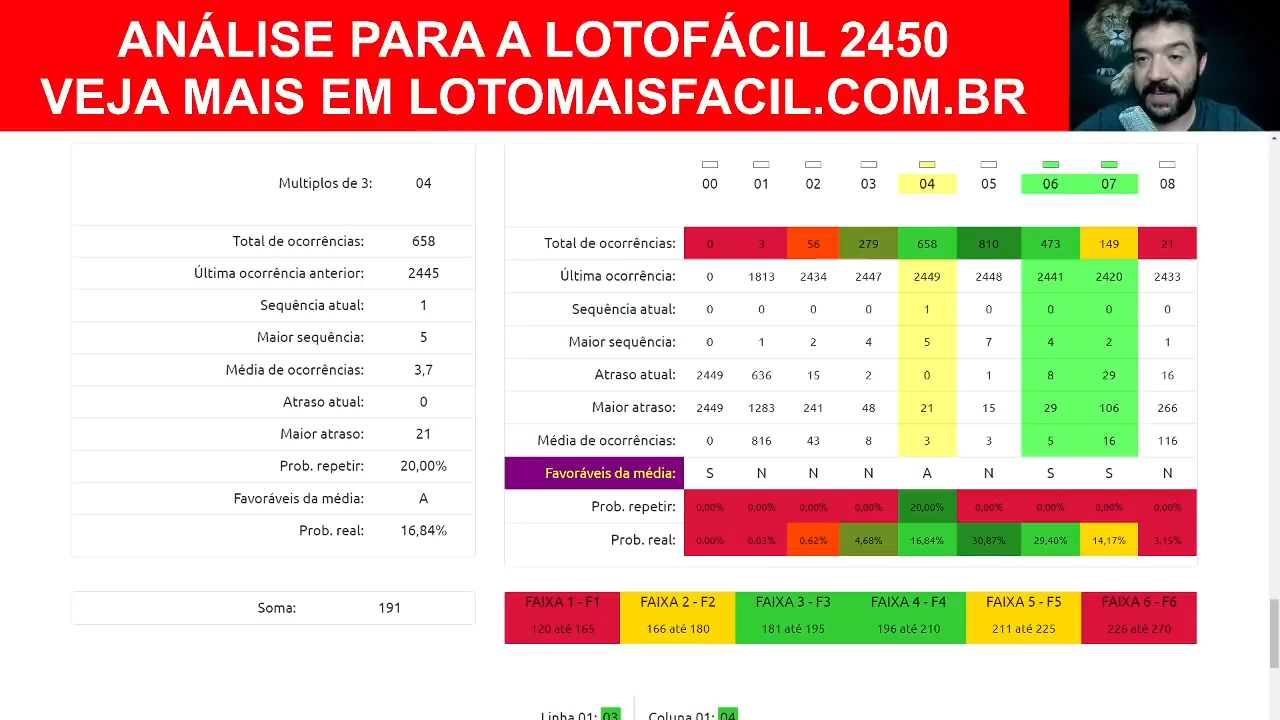 ANÁLISE PARA A LOTOFÁCIL 2450
VEJA MAIS EM LOTOMAISFACIL.COM.BR
Multiplos de 3: 04
Total de ocorrências: 658
Última ocorrência anterior: 2445
Sequência atual: 1
Maior sequência: 5
Média de ocorrências: 3,7
Atraso atual: 0
Maior atraso: 21
Prob. repetir: 20,00%
Favoráveis da média: A
Prob. real: 16,84%
00 01 02 03 04 05 06 07 08
Total de ocorrências: 0 3 56 279 658 810 473 149 21
Última ocorrência: 0 1813 2434 2447 2449 2448 2441 2420 2433
Sequência atual: 0 0 0 0 1 0 0 0 0
Maior sequência: 0 1 2 4 5 7 4 2 1
Atraso atual: 2449 636 15 2 0 1 8 29 16
Maior atraso: 2449 1283 241 48 21 15 29 106 266
Média de ocorrências: 0 816 43 8 3 3 5 16 116
Favoráveis da média: S N N N A N S S N
Prob. repetir: 0,00% 0,00% 0,00% 0,00% 20,00% 0,00% 0,00% 0,00% 0,00%
Prob. real: 0.00% 0.03% 0,62% 4,68% 16,84% 30,87% 29,40% 14,17% 3.15%
Soma: 191
FAIXA 1 - F1 FAIXA 2 - F2 FAIXA 3 - F3 FAIXA 4 - F4 FAIXA 5 - F5 FAIXA 6 - F6
120 até 165 166 até 180 181 até 195 196 até 210 211 até 225 226 até 270
Linha 01: 03 Coluna 01: 04